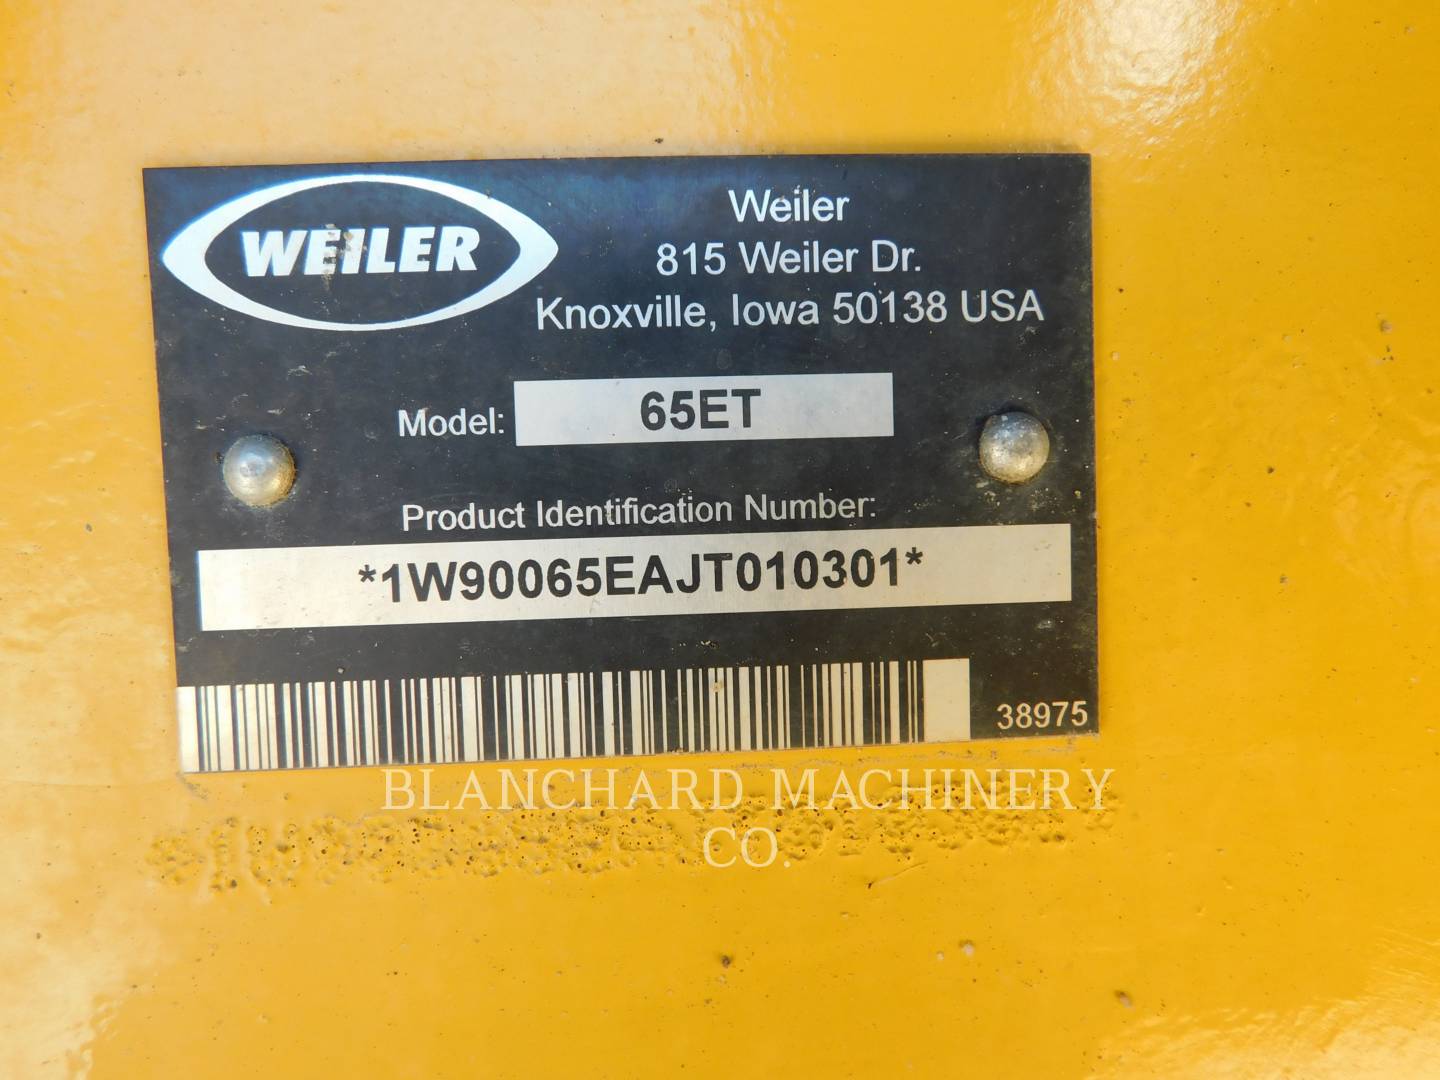 WEILER
Weiler
815 Weiler Dr.
Knoxville, Iowa 50138 USA
Model: 65ET
Product Identification Number:
*1W90065EAJT010301*
38975
BLANCHARD MACHINERY
CO.